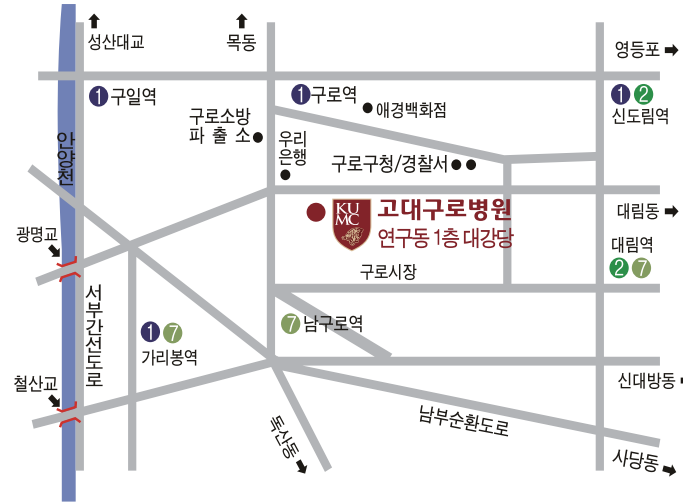 성산대교
목동
영등포
1 구일역
1 구로역
1 2
신도림역
애경백화점
구로소방
파 출 소
우리
은행
안양천
구로구청/경찰서
KU
MC
고대구로병원
연구동 1층 대강당
대림동
대림역
2 7
광명교
구로시장
서부간선도로
1 7
가리봉역
7 남구로역
철산교
신대방동
남부순환도로
독산동
사당동